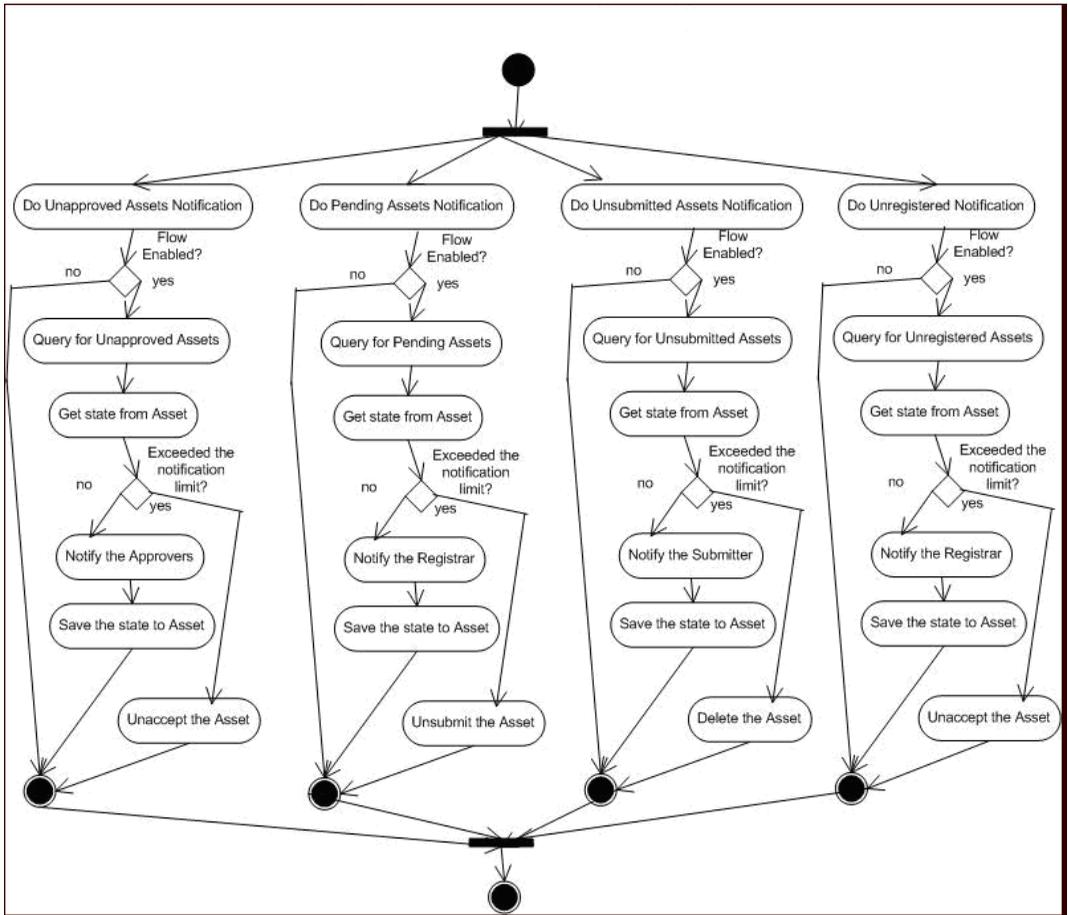 Do Unapproved Assets Notification
Flow
Enabled?
no
yes
Query for Unapproved Assets
Get state from Asset
Exceeded the
notification
limit?
no
yes
Notify the Approvers
Save the state to Asset
Unaccept the Asset
Do Pending Assets Notification
Flow
Enabled?
no
yes
Query for Pending Assets
Get state from Asset
Exceeded the
notification
limit?
no
yes
Notify the Registrar
Save the state to Asset
Unsubmit the Asset
Do Unsubmitted Assets Notification
Flow
Enabled?
no
yes
Query for Unsubmitted Assets
Get state from Asset
Exceeded the
notification
limit?
no
yes
Notify the Submitter
Save the state to Asset
Delete the Asset
Do Unregistered Notification
Flow
Enabled?
no
yes
Query for Unregistered Assets
Get state from Asset
Exceeded the
notification
limit?
no
yes
Notify the Registrar
Save the state to Asset
Unaccept the Asset